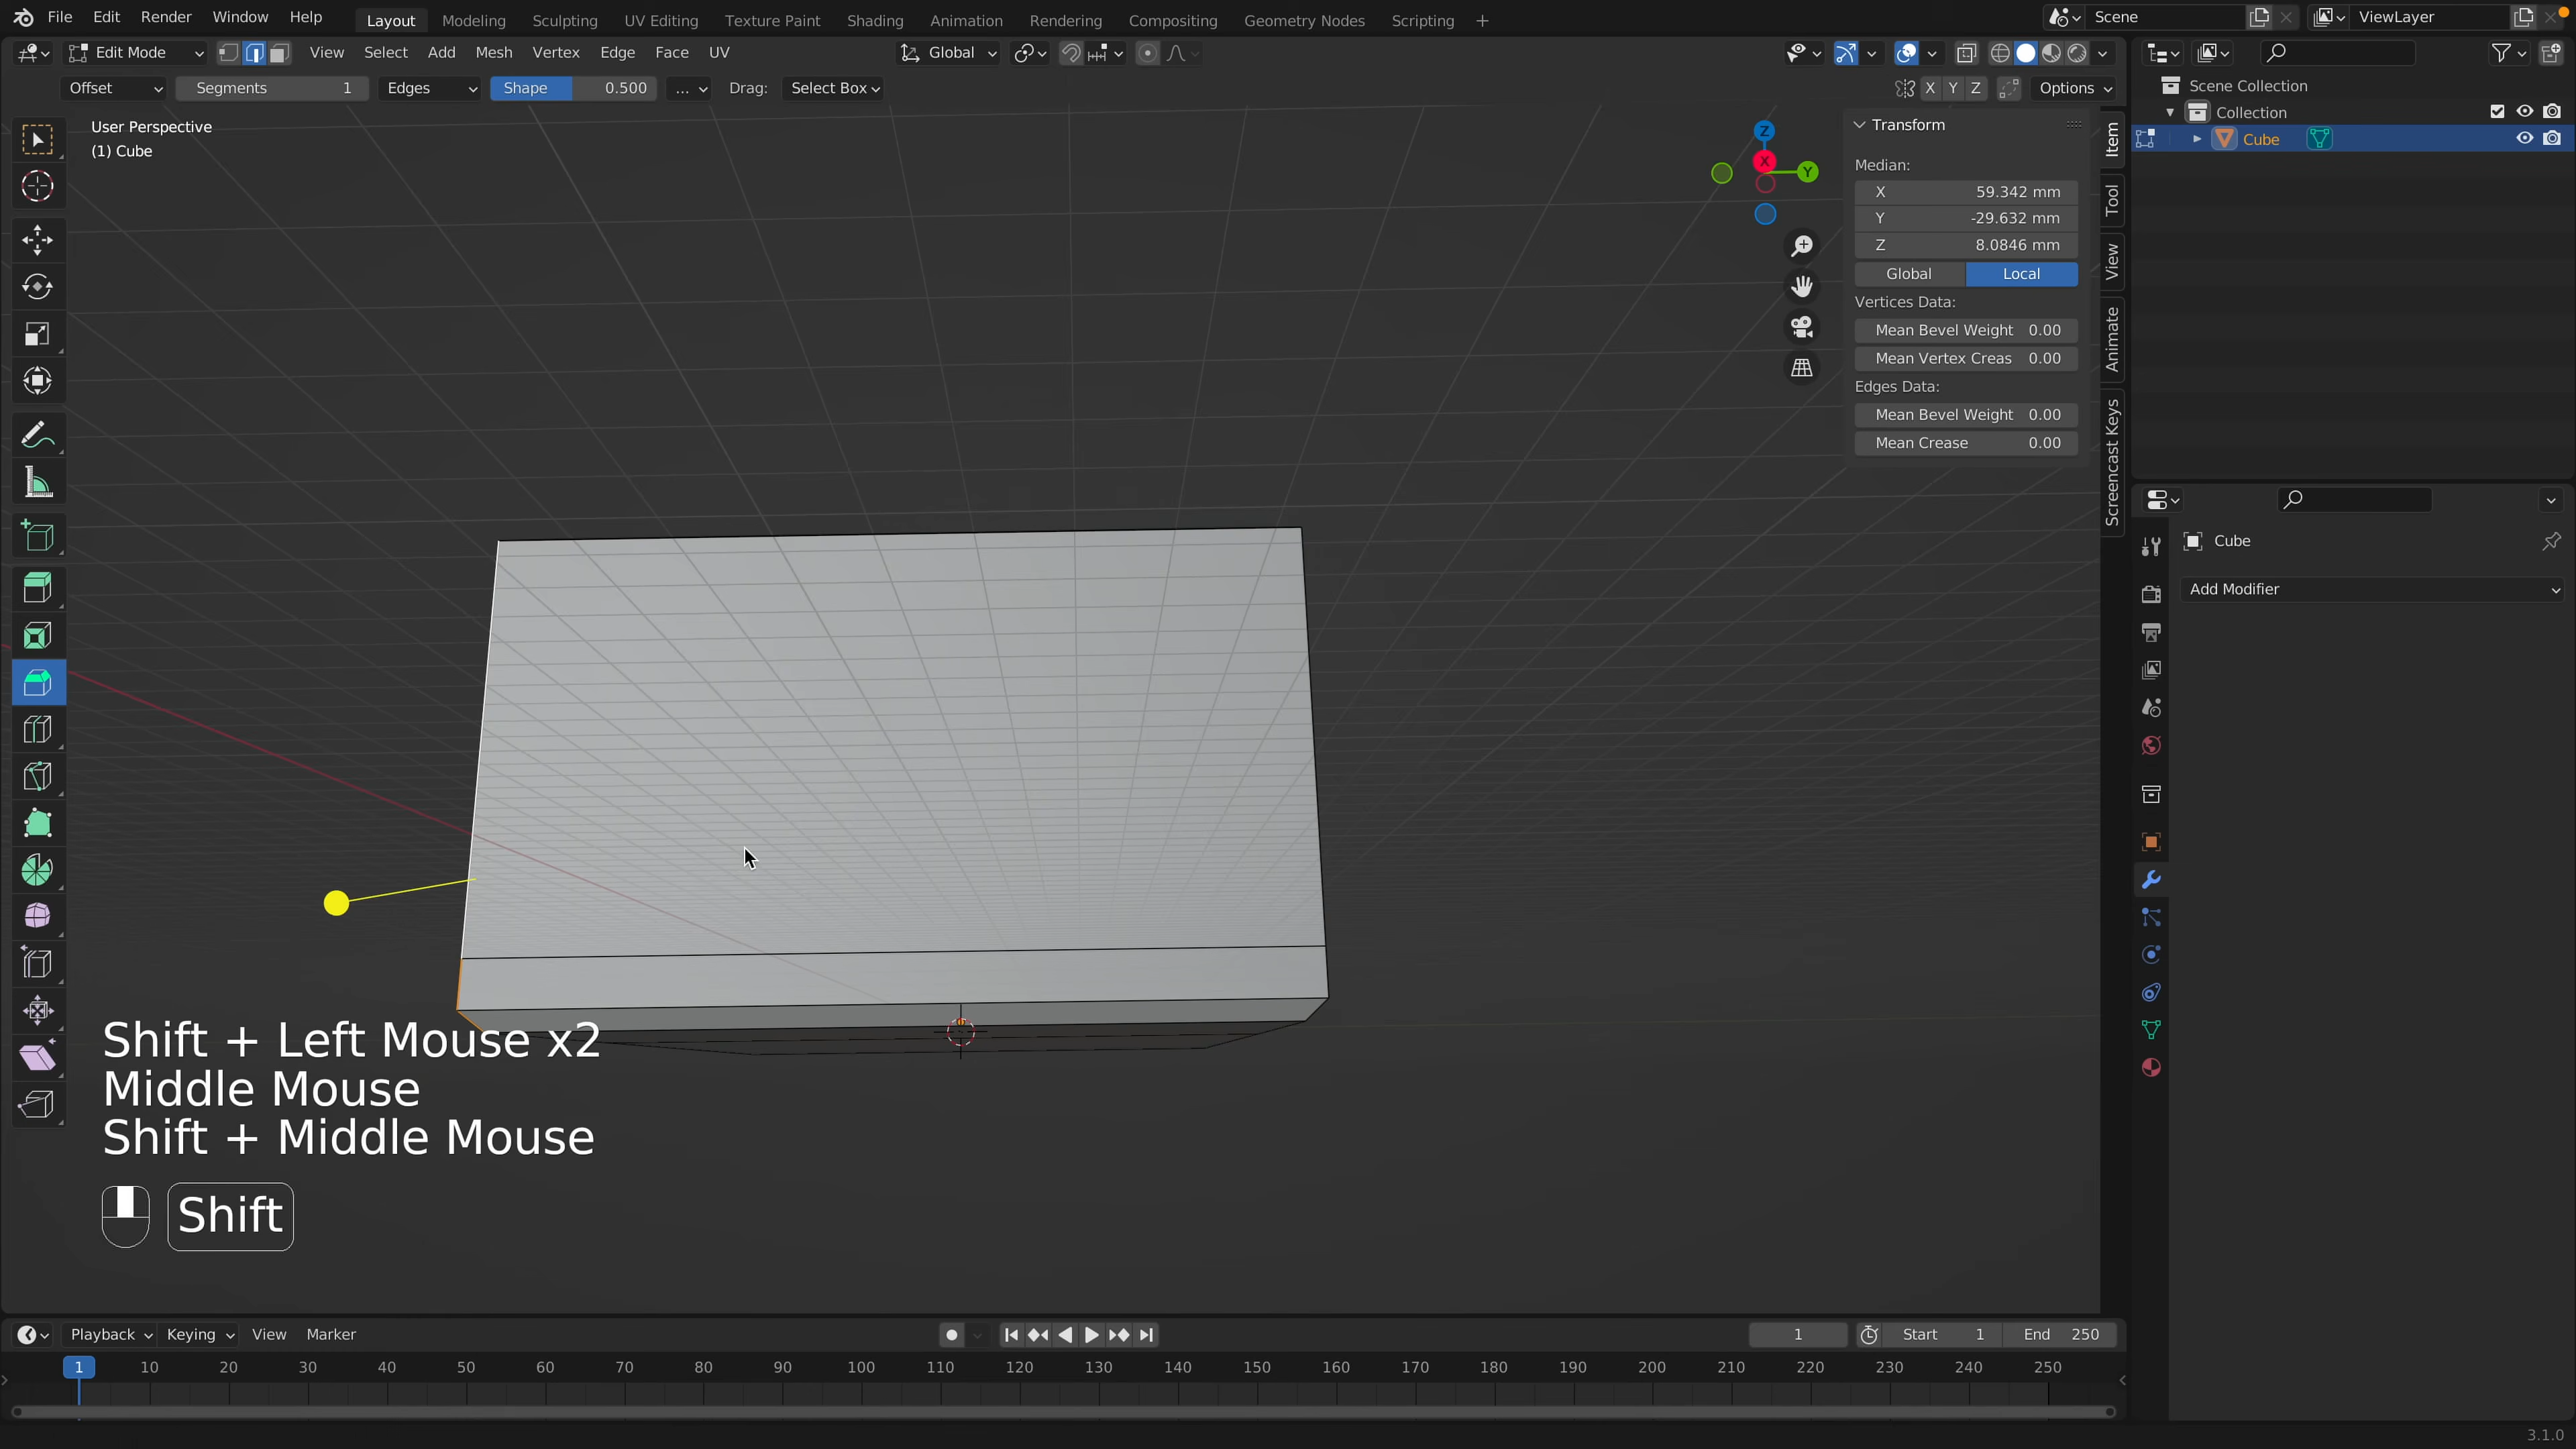 File Edit Render Window Help Layout Modeling Sculpting UV Editing Texture Paint Shading Animation Rendering Compositing Geometry Nodes Scripting + Scene ViewLayer
Edit Mode View Select Add Mesh Vertex Edge Face UV Global
Offset Segments 1 Edges Shape 0.500 ... Drag: Select Box X Y Z Options
Scene Collection
Collection
Cube
User Perspective
(1) Cube
Z
X
Y
Transform
Median:
X 59.342 mm
Y -29.632 mm
Z 8.0846 mm
Global Local
Vertices Data:
Mean Bevel Weight 0.00
Mean Vertex Creas 0.00
Edges Data:
Mean Bevel Weight 0.00
Mean Crease 0.00
Item
Tool
View
Animate
Screencast Keys
Cube
Add Modifier
Shift + Left Mouse x2
Middle Mouse
Shift + Middle Mouse
Shift
Playback Keying View Marker 1 Start 1 End 250
1 10 20 30 40 50 60 70 80 90 100 110 120 130 140 150 160 170 180 190 200 210 220 230 240 250
3.1.0